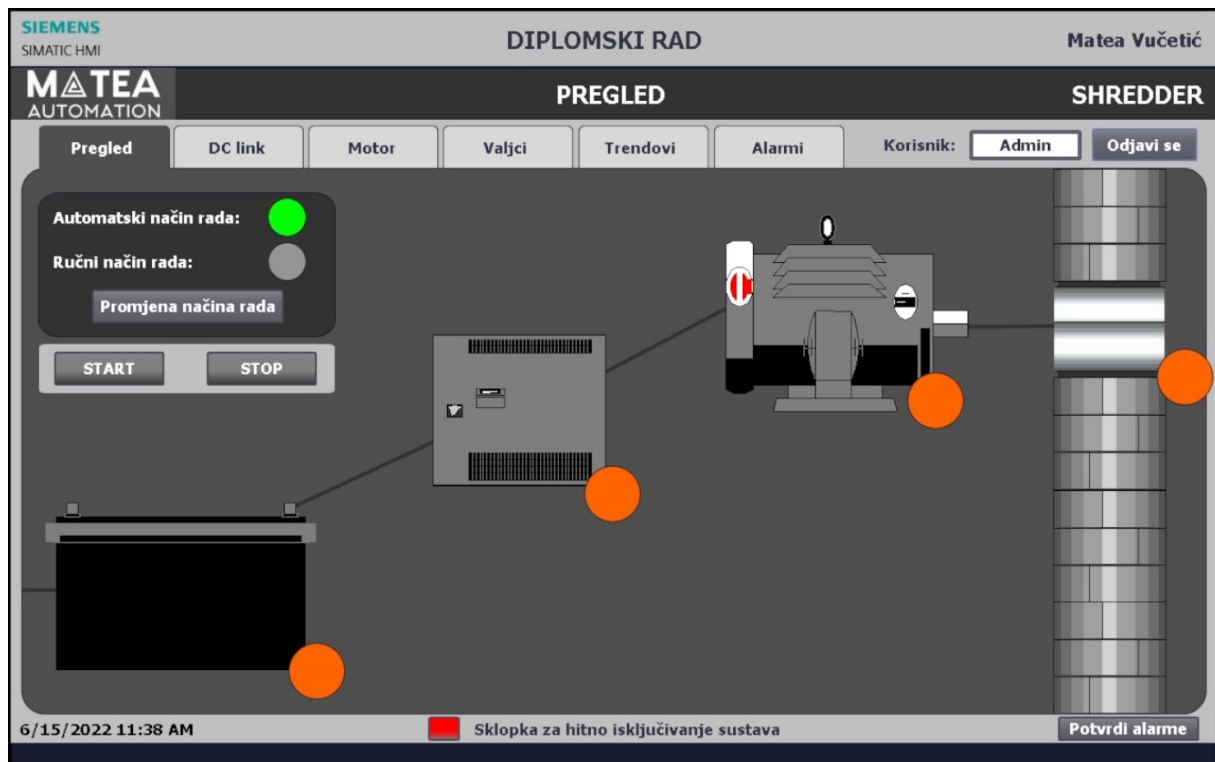 SIEMENS
SIMATIC HMI
DIPLOMSKI RAD
Matea Vučetić
MATEA
AUTOMATION
PREGLED
SHREDDER
Pregled
DC link
Motor
Valjci
Trendovi
Alarmi
Korisnik:
Admin
Odjavi se
Automatski način rada:
Ručni način rada:
Promjena načina rada
START
STOP
6/15/2022 11:38 AM
Sklopka za hitno isključivanje sustava
Potvrdi alarme